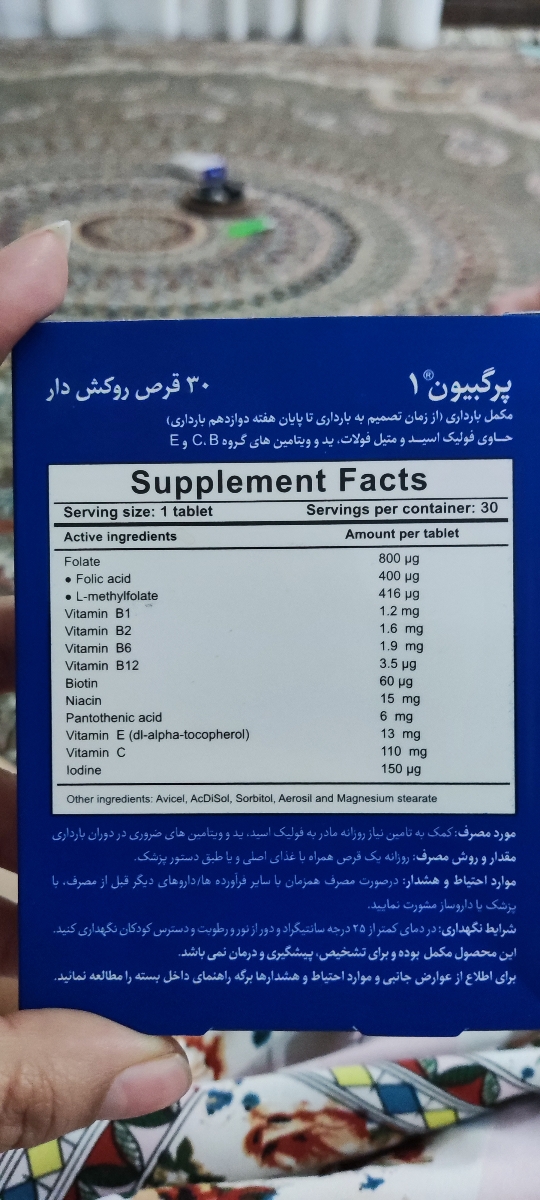 پرگبیون®۱
۳۰ قرص روکش دار
مکمل بارداری (از زمان تصمیم به بارداری تا پایان هفته دوازدهم بارداری)
حـاوی فولیک اسیـد و متیل فولات، ید و ویتامین های گروه C، B و E
Supplement Facts
Serving size: 1 tablet Servings per container: 30
Active ingredients Amount per tablet
Folate 800 µg
• Folic acid 400 µg
• L-methylfolate 416 µg
Vitamin B1 1.2 mg
Vitamin B2 1.6 mg
Vitamin B6 1.9 mg
Vitamin B12 3.5 µg
Biotin 60 µg
Niacin 15 mg
Pantothenic acid 6 mg
Vitamin E (dl-alpha-tocopherol) 13 mg
Vitamin C 110 mg
Iodine 150 µg
Other ingredients: Avicel, AcDiSol, Sorbitol, Aerosil and Magnesium stearate
مورد مصرف: کمک به تامین نیاز روزانه مادر به فولیک اسید، ید و ویتامین های ضروری در دوران بارداری
مقدار و روش مصرف: روزانه یک قرص همراه با غذای اصلی و یا طبق دستور پزشک.
موارد احتیاط و هشدار: درصورت مصرف همزمان با سایر فرآورده ها/داروهای دیگر قبل از مصرف، با
پزشک یا داروساز مشورت نمایید.
شرایط نگهداری: در دمای کمتر از ۲۵ درجه سانتیگراد و دور از نور و رطوبت و دسترس کودکان نگهداری کنید.
این محصول مکمل بوده و برای تشخیص، پیشگیری و درمان نمی باشد.
برای اطلاع از عوارض جانبی و موارد احتیاط و هشدارها برگه راهنمای داخل بسته را مطالعه نمائید.